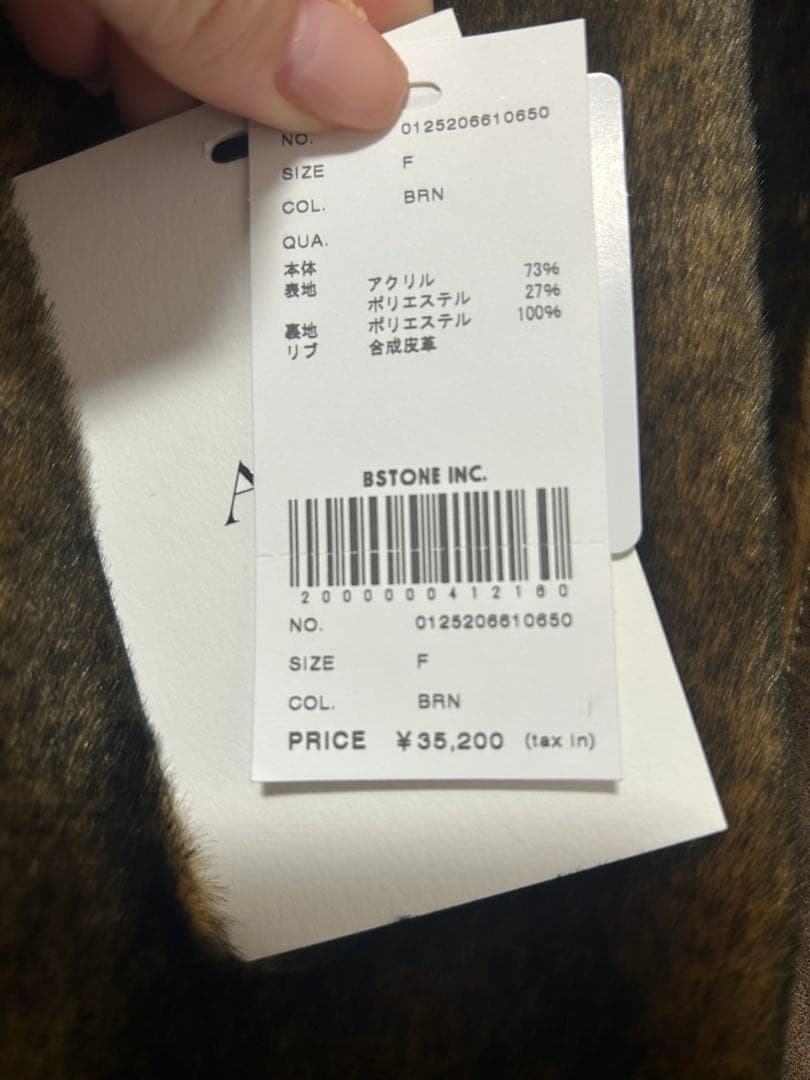 NO. 0125206610650
SIZE F
COL. BRN
QUA.
本体
表地 アクリル 73%
ポリエステル 27%
裏地 ポリエステル 100%
リブ 合成皮革
A
BSTONE INC.
2000000412160
NO. 0125206610650
SIZE F
COL. BRN
PRICE ¥35,200 (tax in)